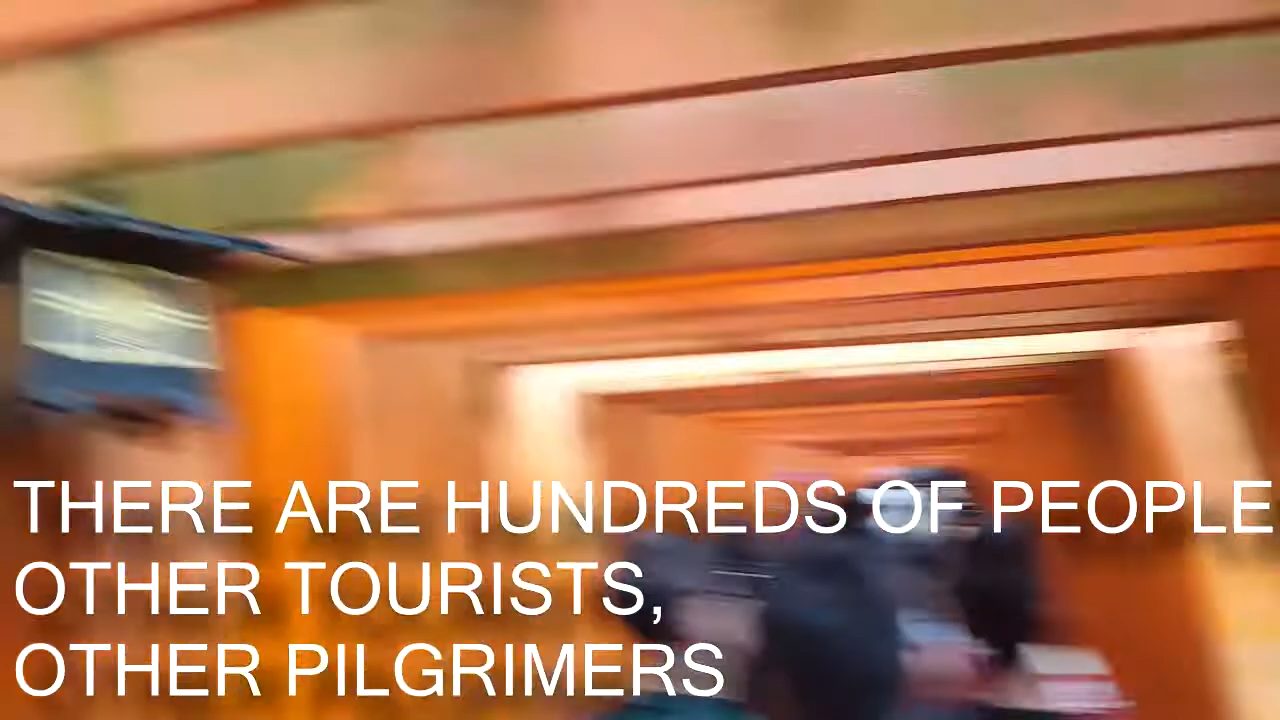 THERE ARE HUNDREDS OF PEOPLE
OTHER TOURISTS,
OTHER PILGRIMERS